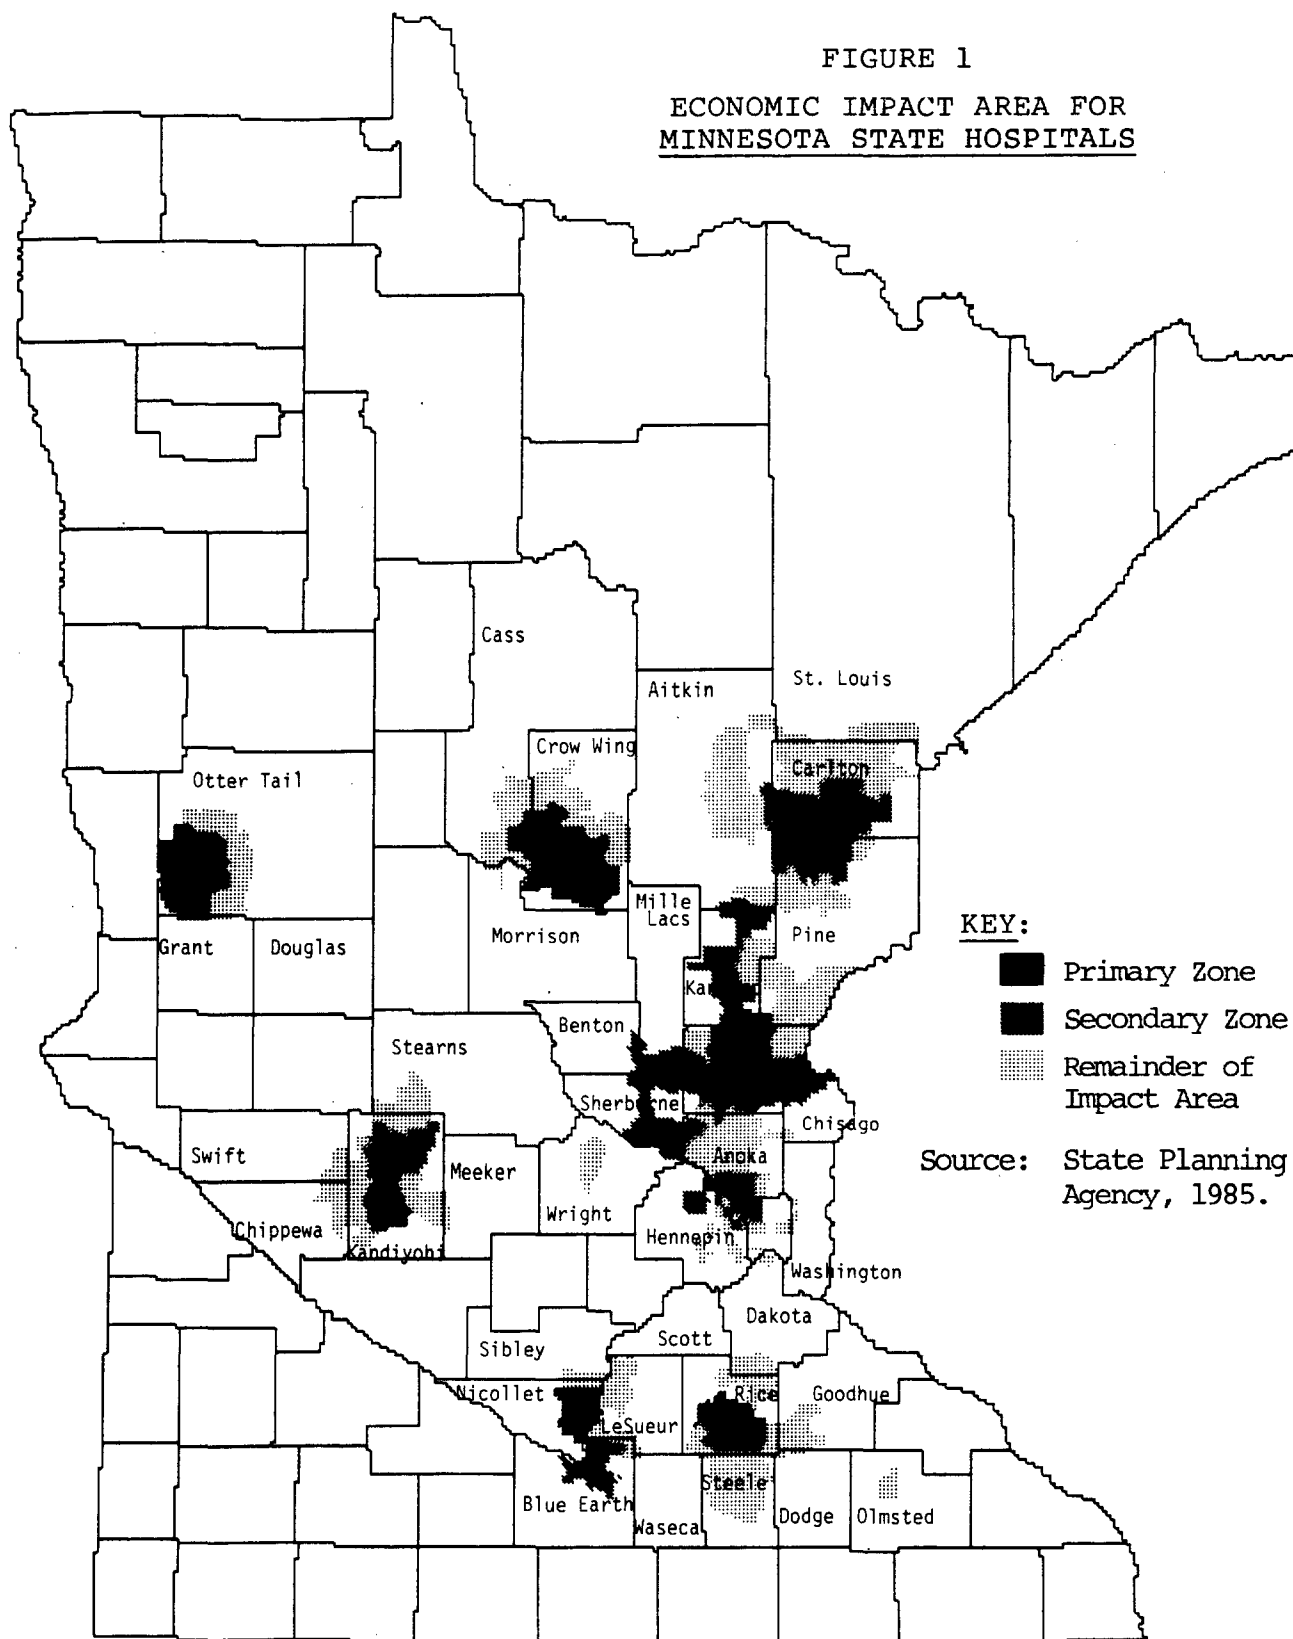 FIGURE 1
ECONOMIC IMPACT AREA FOR
MINNESOTA STATE HOSPITALS
Cass
St. Louis
Aitkin
Crow Wing
Carlton
Otter Tail
Mille
Lacs
Morrison
Pine
Grant
Douglas
KEY:
Primary Zone
Secondary Zone
Remainder of
Impact Area
Benton
Stearns
Sherburne
Chisago
Swift
Meeker
Anoka
Source: State Planning
Agency, 1985.
Wright
Chippewa
Hennepin
Kandiyohi
Washington
Dakota
Scott
Sibley
Nicollet
Rice
Goodhue
LeSueur
Steele
Blue Earth
Waseca
Dodge
Olmsted